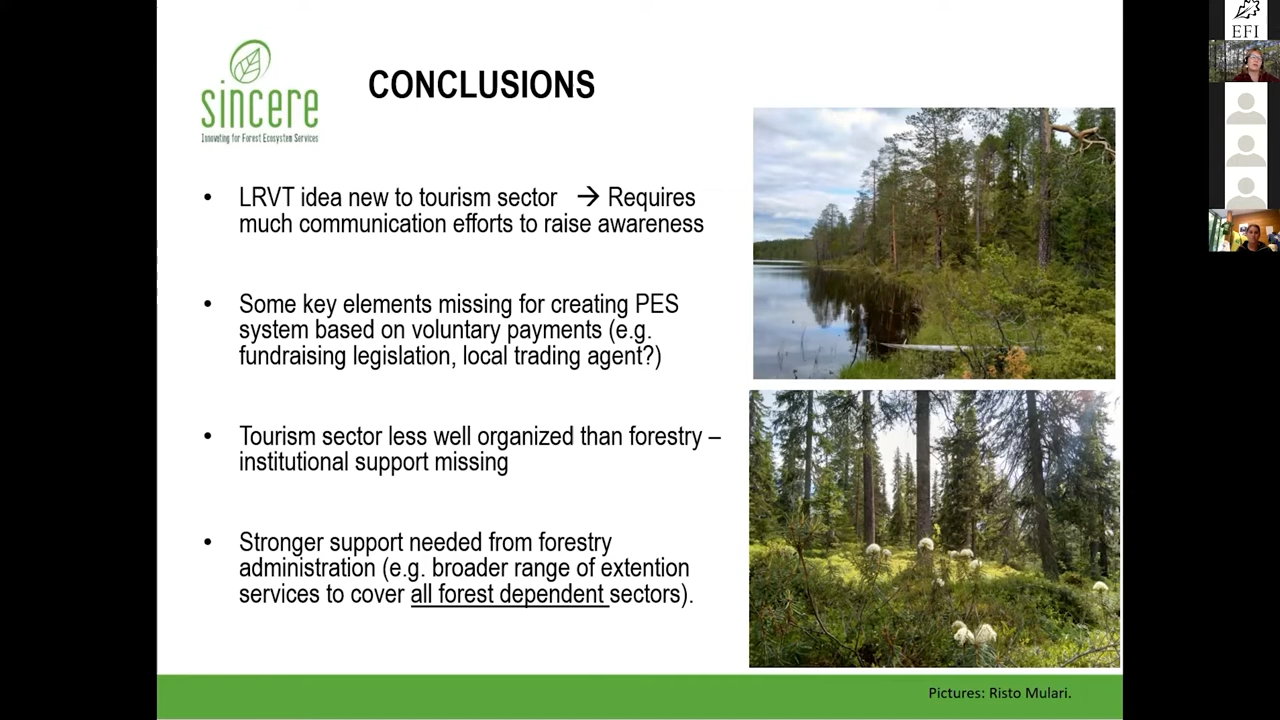 EFI
sincere
Innovating for Forest Ecosystem Services
CONCLUSIONS
• LRVT idea new to tourism sector → Requires
much communication efforts to raise awareness
• Some key elements missing for creating PES
system based on voluntary payments (e.g.
fundraising legislation, local trading agent?)
• Tourism sector less well organized than forestry –
institutional support missing
• Stronger support needed from forestry
administration (e.g. broader range of extention
services to cover all forest dependent sectors).
Pictures: Risto Mulari.